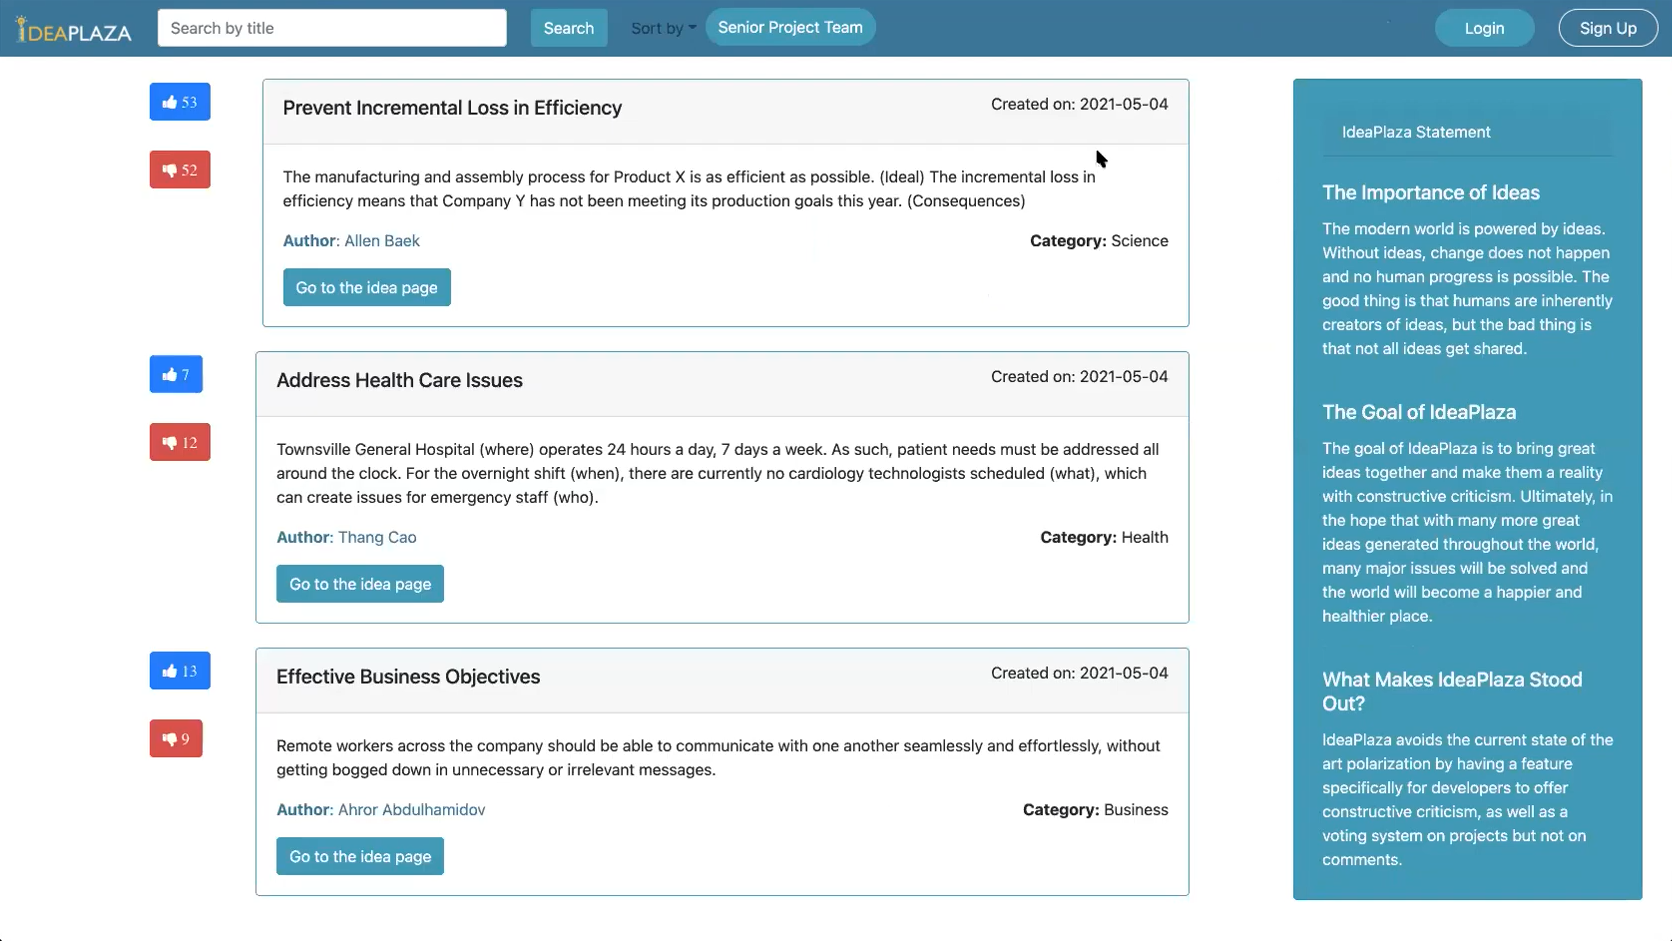 IDEAPLAZA
Search by title
Search
Sort by
Senior Project Team
Login
Sign Up
53
52
Prevent Incremental Loss in Efficiency
Created on: 2021-05-04
The manufacturing and assembly process for Product X is as efficient as possible. (Ideal) The incremental loss in
efficiency means that Company Y has not been meeting its production goals this year. (Consequences)
Author: Allen Baek
Category: Science
Go to the idea page
7
12
Address Health Care Issues
Created on: 2021-05-04
Townsville General Hospital (where) operates 24 hours a day, 7 days a week. As such, patient needs must be addressed all
around the clock. For the overnight shift (when), there are currently no cardiology technologists scheduled (what), which
can create issues for emergency staff (who).
Author: Thang Cao
Category: Health
Go to the idea page
13
9
Effective Business Objectives
Created on: 2021-05-04
Remote workers across the company should be able to communicate with one another seamlessly and effortlessly, without
getting bogged down in unnecessary or irrelevant messages.
Author: Ahror Abdulhamidov
Category: Business
Go to the idea page
IdeaPlaza Statement
The Importance of Ideas
The modern world is powered by ideas.
Without ideas, change does not happen
and no human progress is possible. The
good thing is that humans are inherently
creators of ideas, but the bad thing is
that not all ideas get shared.
The Goal of IdeaPlaza
The goal of IdeaPlaza is to bring great
ideas together and make them a reality
with constructive criticism. Ultimately, in
the hope that with many more great
ideas generated throughout the world,
many major issues will be solved and
the world will become a happier and
healthier place.
What Makes IdeaPlaza Stood
Out?
IdeaPlaza avoids the current state of the
art polarization by having a feature
specifically for developers to offer
constructive criticism, as well as a
voting system on projects but not on
comments.